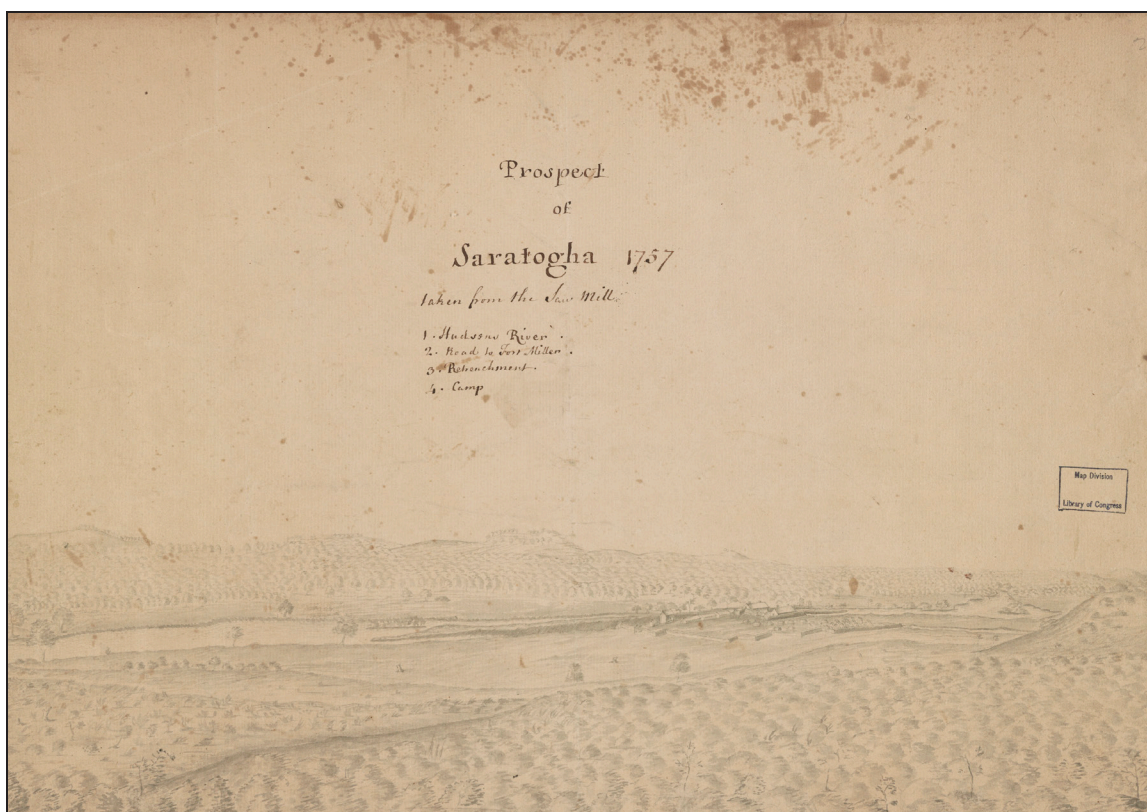 Prospect
of
Saratogha 1757
taken from the Saw Mill
1. Hudsons River.
2. Road to Fort Miller.
3. Retrenchment.
4. Camp
Map Division
Library of Congress